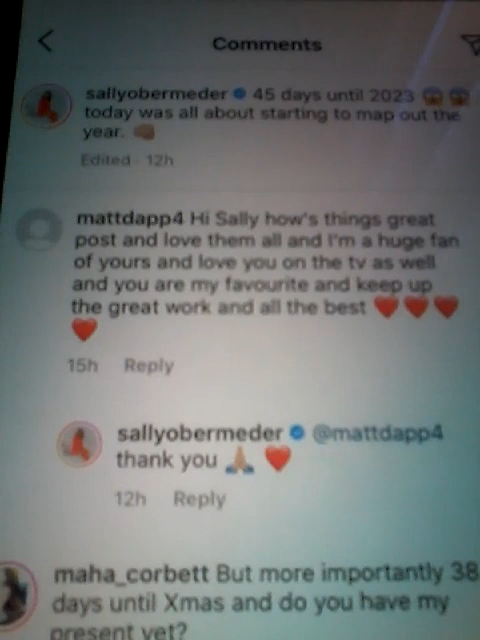 Comments
sallyobermeder 45 days until 2023 😱 😱
today was all about starting to map out the
year. 👊🏼
Edited · 12h
mattdapp4 Hi Sally how's things great
post and love them all and I'm a huge fan
of yours and love you on the tv as well
and you are my favourite and keep up
the great work and all the best ❤️❤️❤️
❤️
15h Reply
sallyobermeder @mattdapp4
thank you 🙏🏼 ❤️
12h Reply
maha_corbett But more importantly 38
days until Xmas and do you have my
present yet?